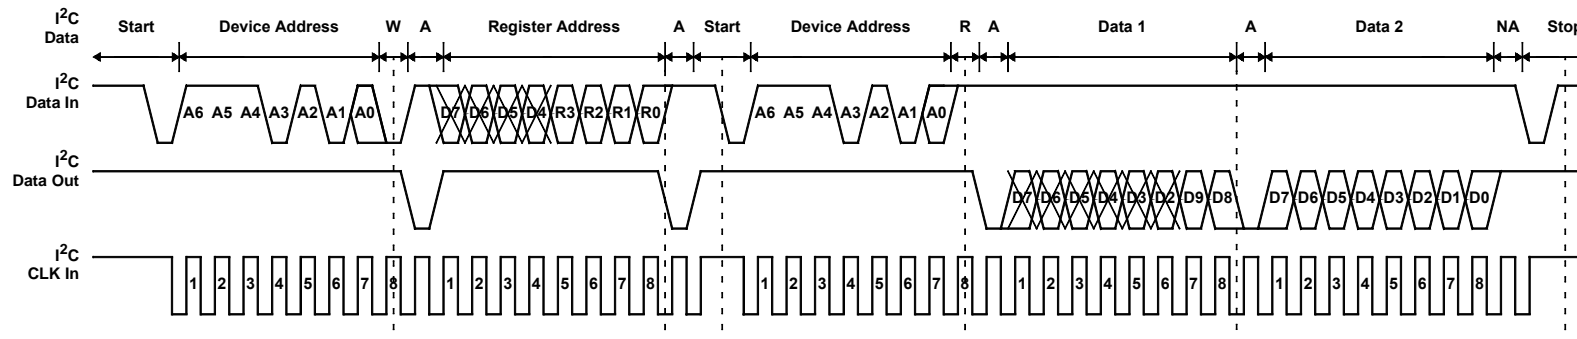 I2C Data Start Device Address W A Register Address A Start Device Address R A Data 1 A Data 2 NA Stop
I2C Data In A6 A5 A4 A3 A2 A1 A0 D7 D6 D5 D4 R3 R2 R1 R0 A6 A5 A4 A3 A2 A1 A0
I2C Data Out D7 D6 D5 D4 D3 D2 D9 D8 D7 D6 D5 D4 D3 D2 D1 D0
I2C CLK In 1 2 3 4 5 6 7 8 1 2 3 4 5 6 7 8 1 2 3 4 5 6 7 8 1 2 3 4 5 6 7 8 1 2 3 4 5 6 7 8